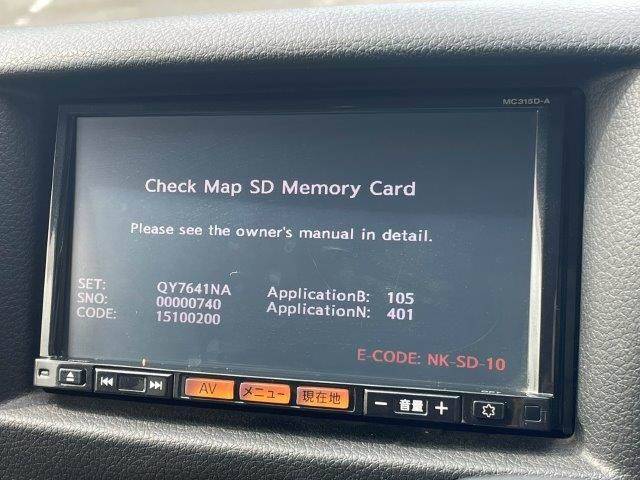 MC315D-A
Check Map SD Memory Card
Please see the owner's manual in detail.
SET: QY7641NA
SNO: 00000740
CODE: 15100200
ApplicationB: 105
ApplicationN: 401
E-CODE: NK-SD-10
AV メニュー 現在地 音量